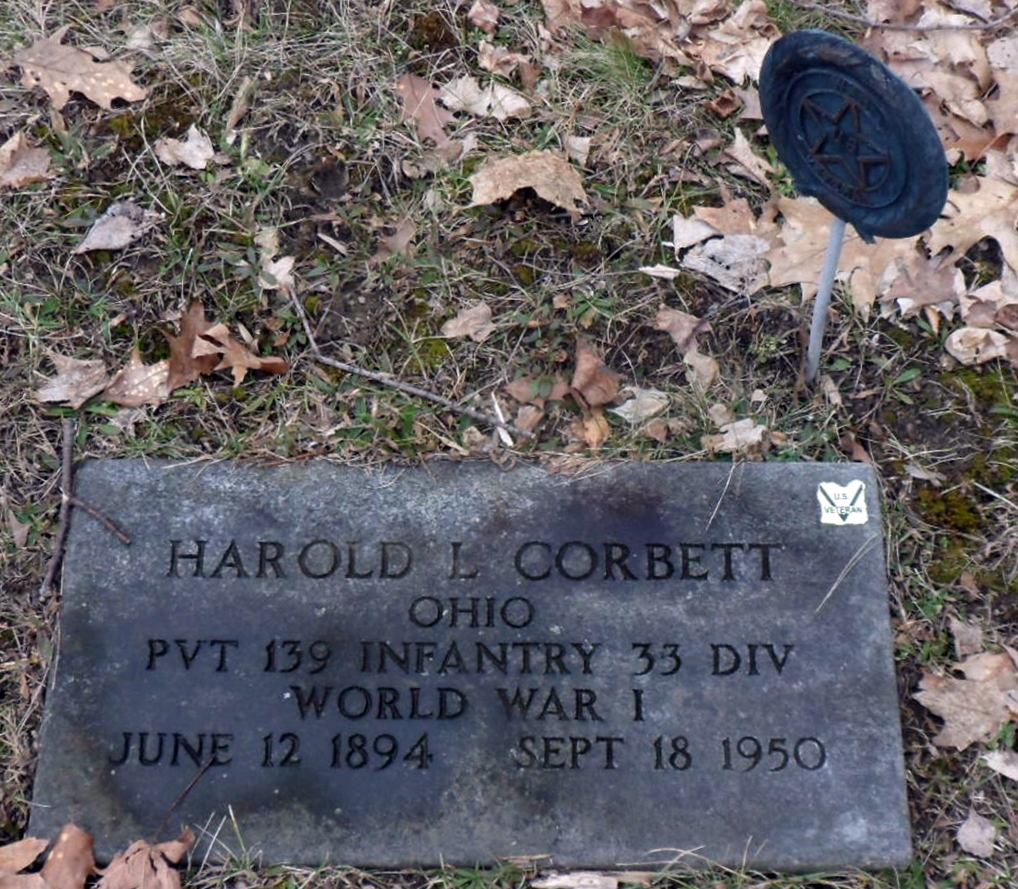 U.S.
VETERAN
HAROLD L CORBETT
OHIO
PVT 139 INFANTRY 33 DIV
WORLD WAR I
JUNE 12 1894 SEPT 18 1950